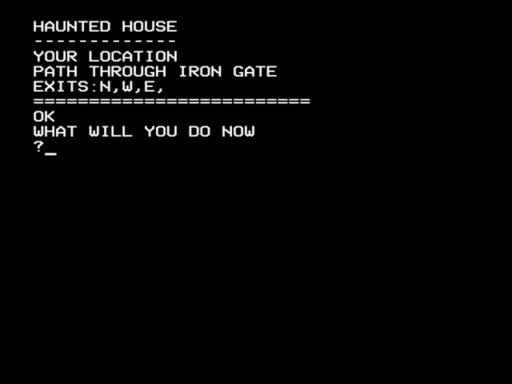 HAUNTED HOUSE
-------------
YOUR LOCATION
PATH THROUGH IRON GATE
EXITS:N,W,E,
=========================
OK
WHAT WILL YOU DO NOW
?_